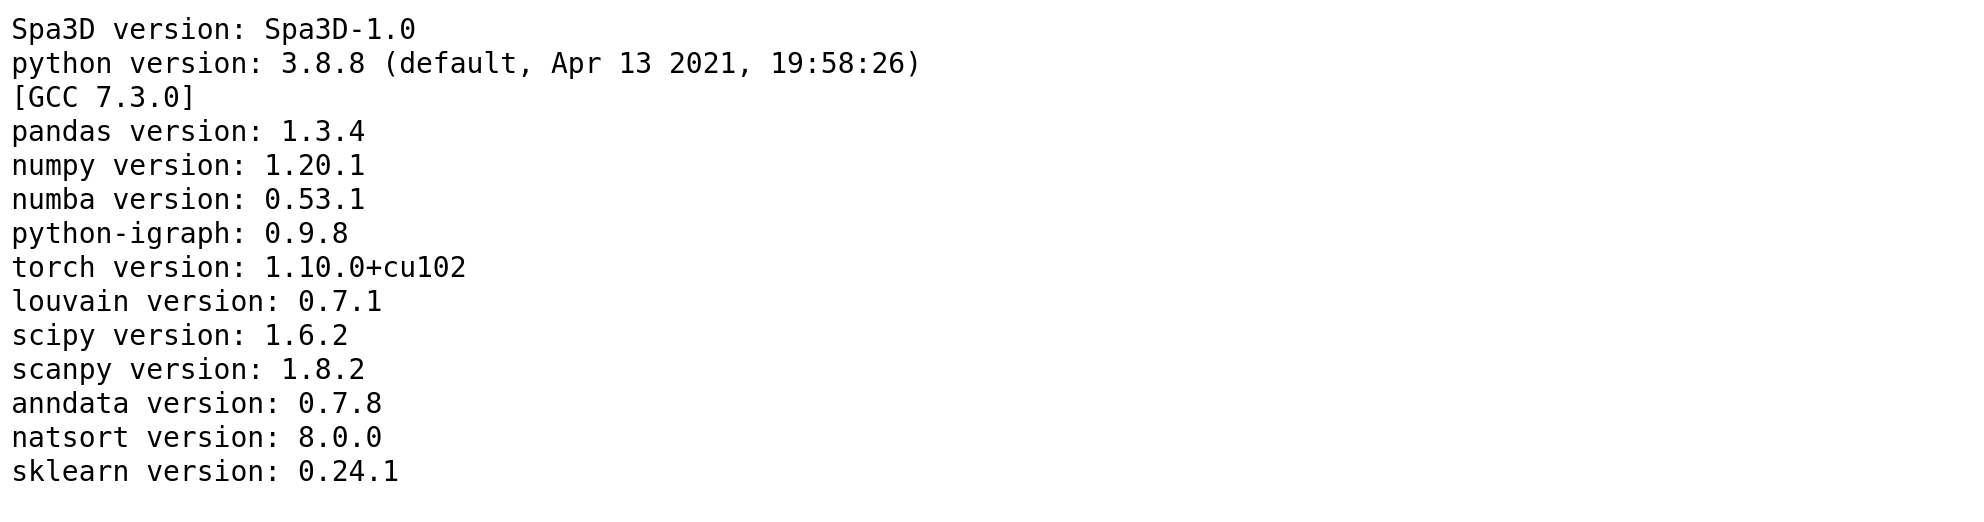 Spa3D version: Spa3D-1.0
python version: 3.8.8 (default, Apr 13 2021, 19:58:26)
[GCC 7.3.0]
pandas version: 1.3.4
numpy version: 1.20.1
numba version: 0.53.1
python-igraph: 0.9.8
torch version: 1.10.0+cu102
louvain version: 0.7.1
scipy version: 1.6.2
scanpy version: 1.8.2
anndata version: 0.7.8
natsort version: 8.0.0
sklearn version: 0.24.1